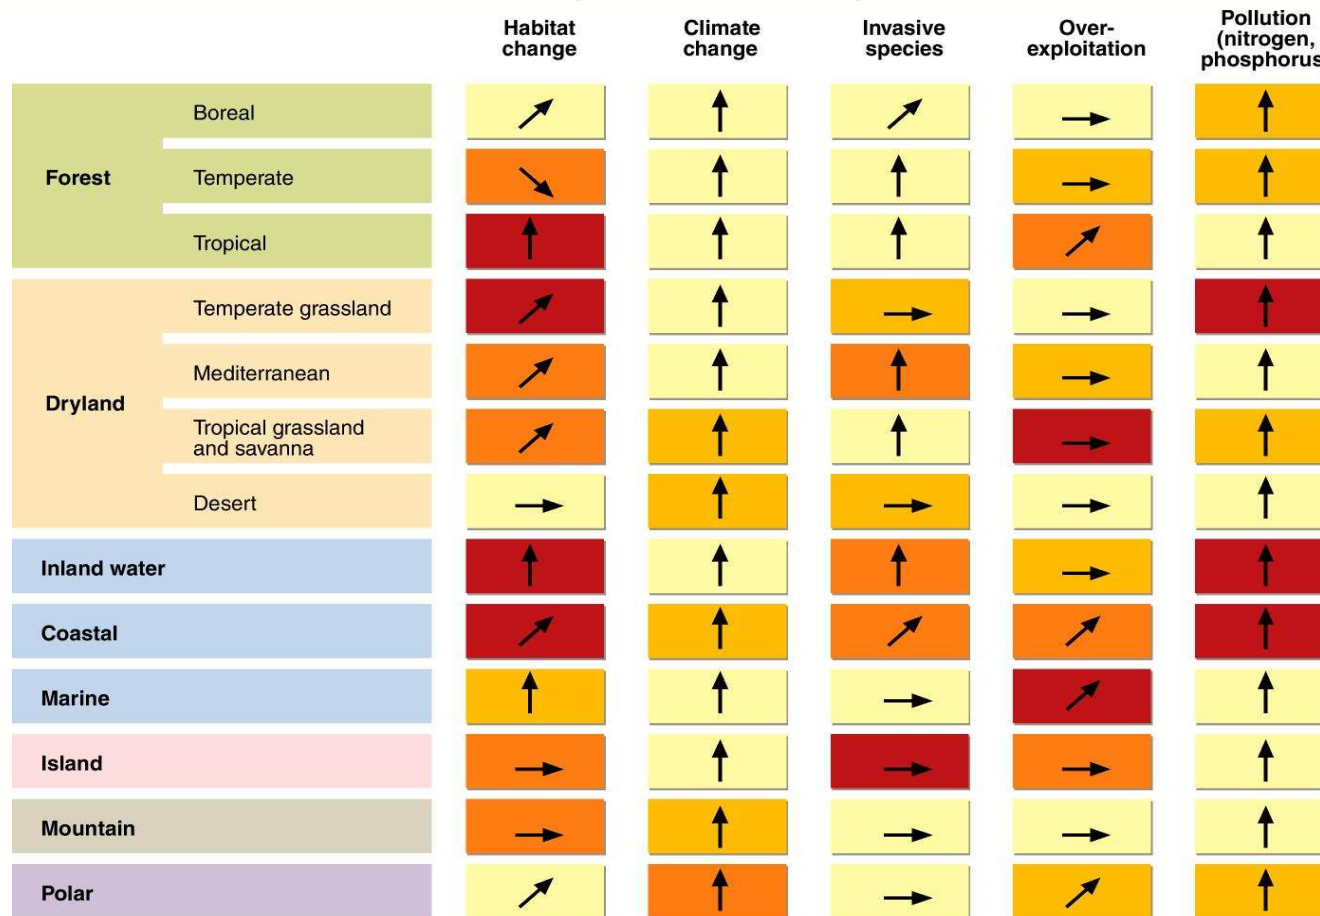 Habitat
change
Climate
change
Invasive
species
Over-
exploitation
Pollution
(nitrogen,
phosphorus
Forest
Boreal
Temperate
Tropical
Dryland
Temperate grassland
Mediterranean
Tropical grassland
and savanna
Desert
Inland water
Coastal
Marine
Island
Mountain
Polar